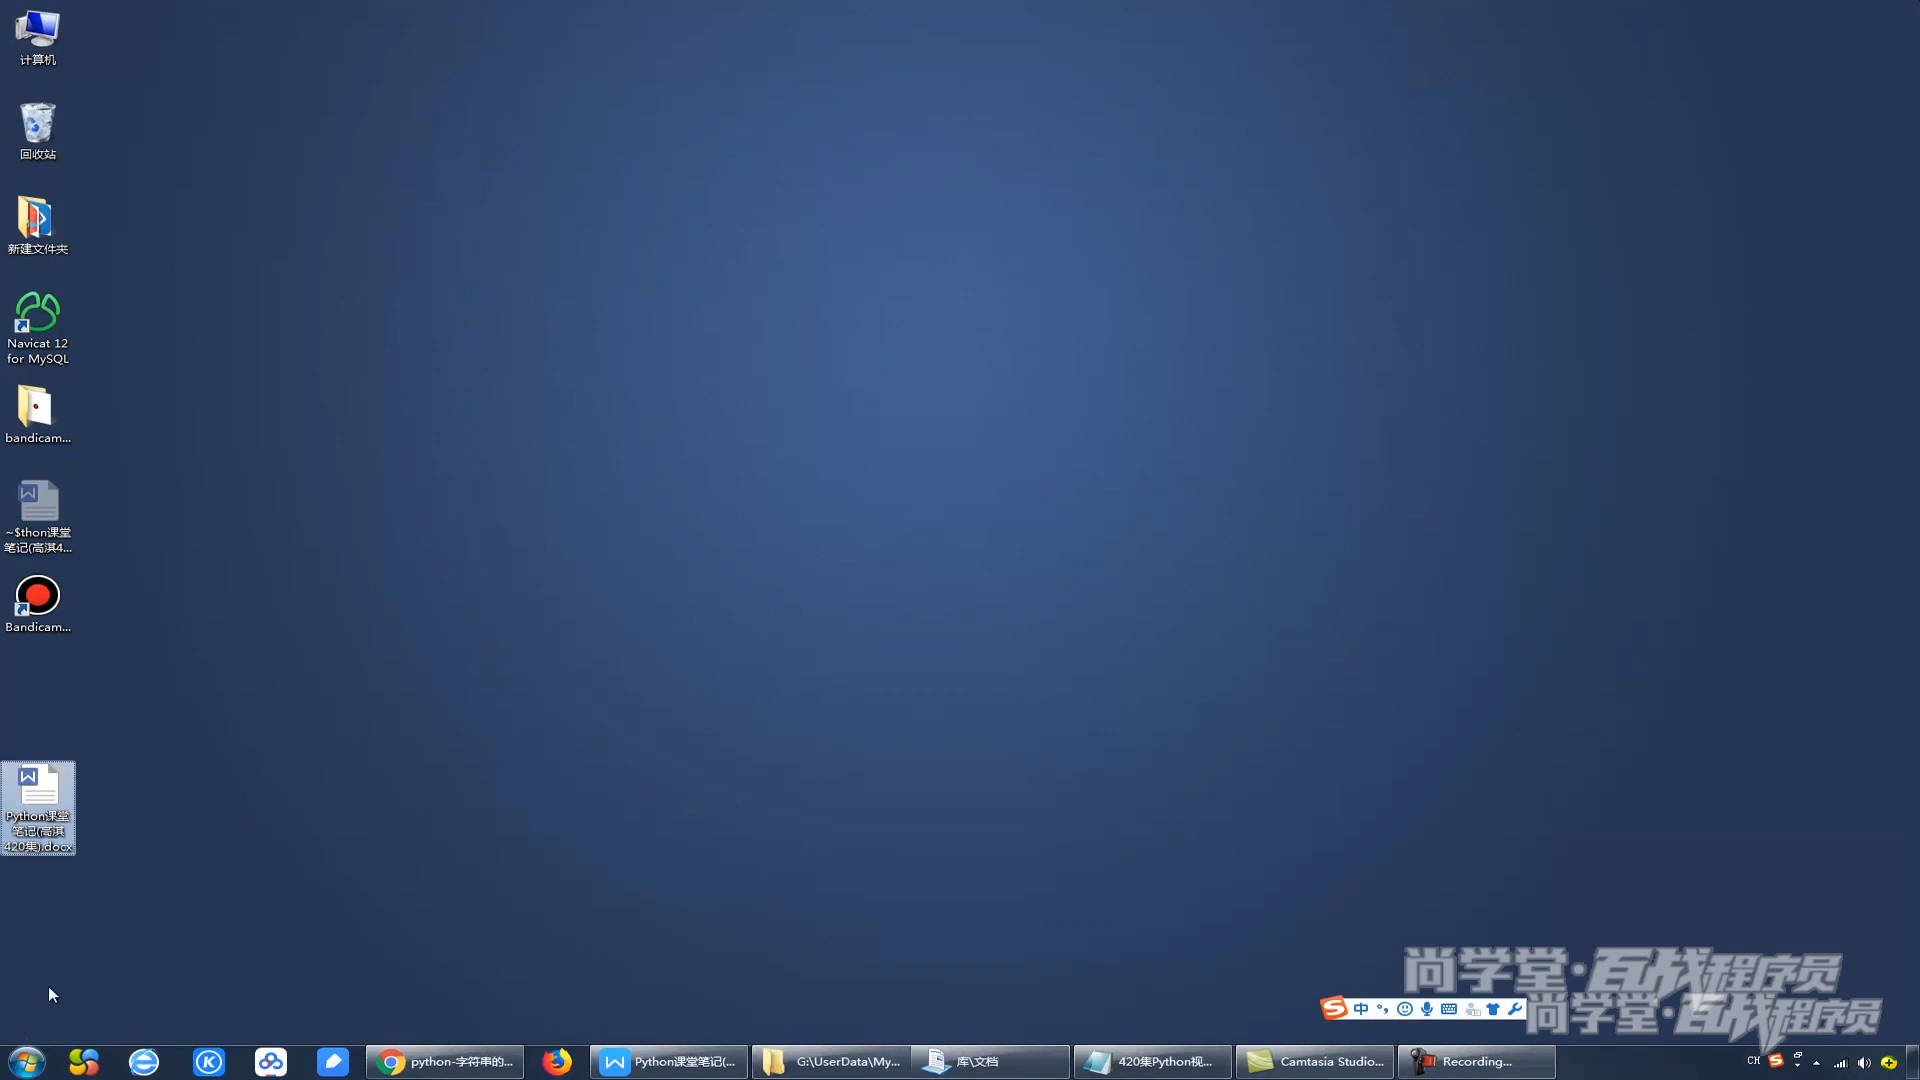 计算机
回收站
新建文件夹
Navicat 12
for MySQL
bandicam...
~$thon课堂
笔记(高淇4...
Bandicam...
Python课堂
笔记(高淇
420集).docx
尚学堂·百战程序员
尚学堂·百战程序员
中
python-字符串的...
Python课堂笔记(...
G:\UserData\My...
库\文档
420集Python视...
Camtasia Studio...
Recording...
CH